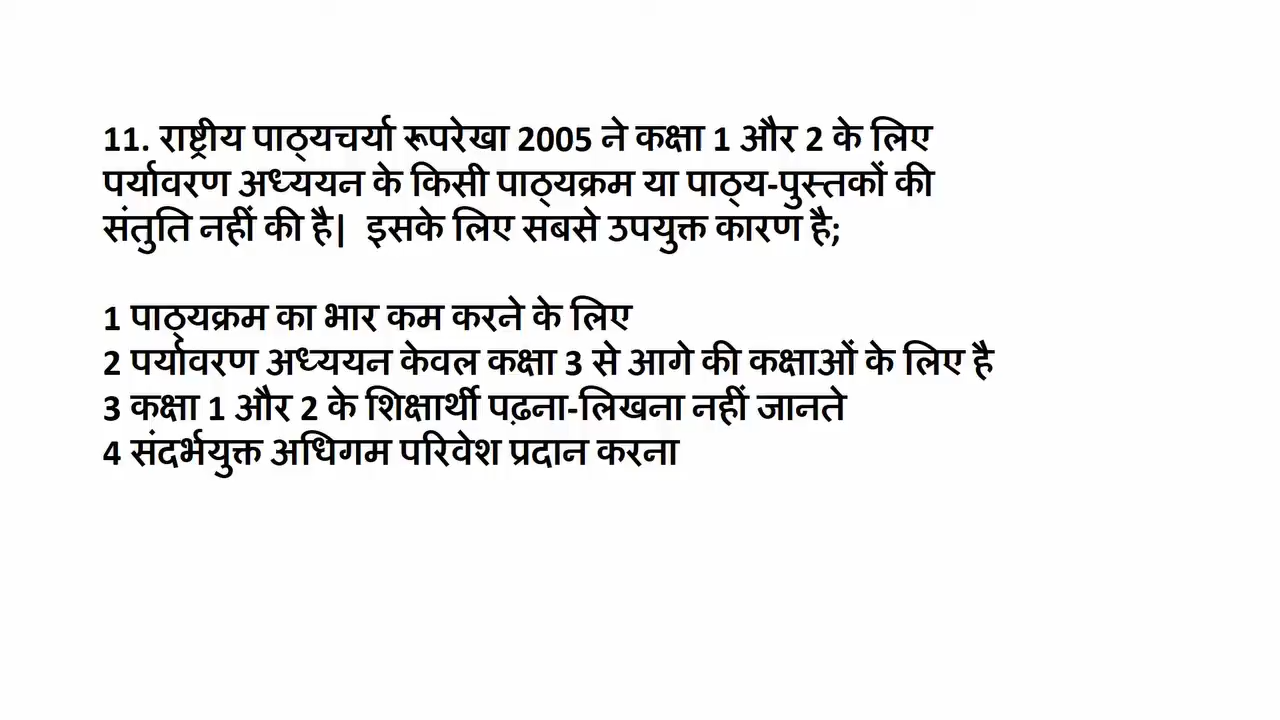 11. राष्ट्रीय पाठ्यचर्या रूपरेखा 2005 ने कक्षा 1 और 2 के लिए
पर्यावरण अध्ययन के किसी पाठ्यक्रम या पाठ्य-पुस्तकों की
संतुति नहीं की है| इसके लिए सबसे उपयुक्त कारण है;
1 पाठ्यक्रम का भार कम करने के लिए
2 पर्यावरण अध्ययन केवल कक्षा 3 से आगे की कक्षाओं के लिए है
3 कक्षा 1 और 2 के शिक्षार्थी पढ़ना-लिखना नहीं जानते
4 संदर्भयुक्त अधिगम परिवेश प्रदान करना